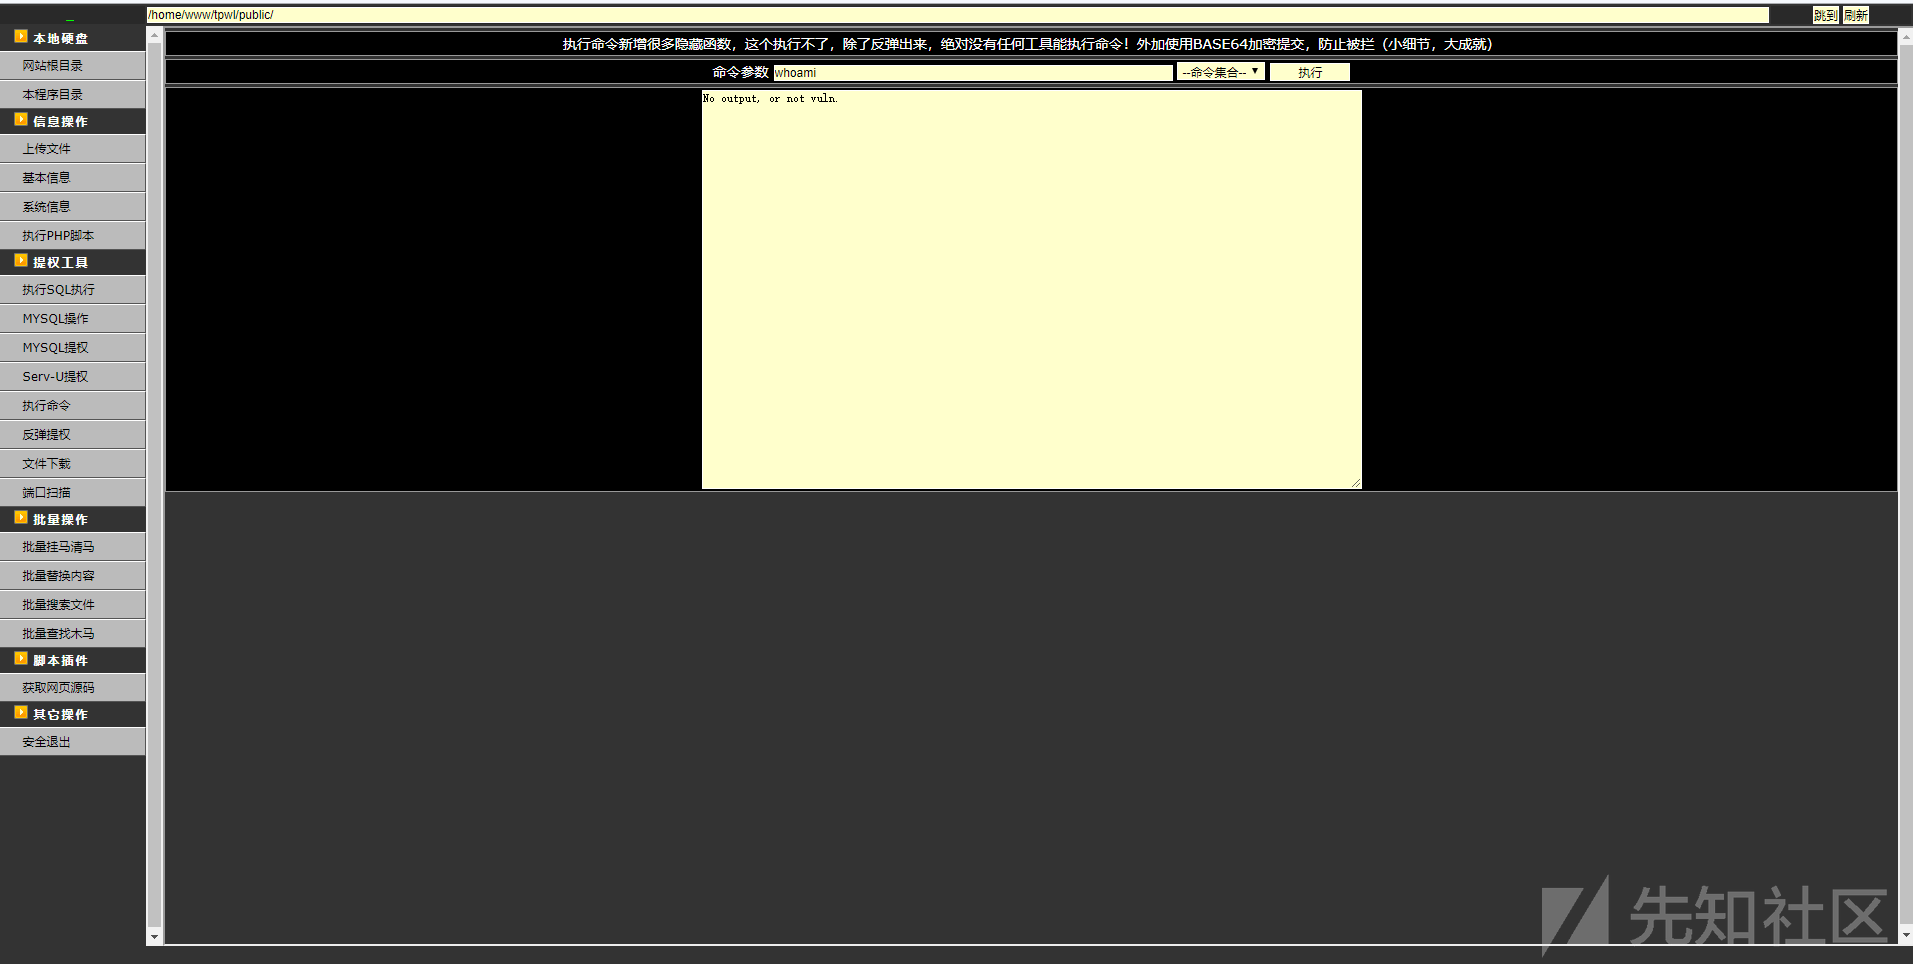 /home/www/tpwl/public/
跳到 刷新
本地硬盘
网站根目录
本程序目录
信息操作
上传文件
基本信息
系统信息
执行PHP脚本
提权工具
执行SQL执行
MYSQL操作
MYSQL提权
Serv-U提权
执行命令
反弹提权
文件下载
端口扫描
批量操作
批量挂马清马
批量替换内容
批量搜索文件
批量查找木马
脚本插件
获取网页源码
其它操作
安全退出
执行命令新增很多隐藏函数，这个执行不了，除了反弹出来，绝对没有任何工具能执行命令！外加使用BASE64加密提交，防止被拦（小细节，大成就）
命令参数 whoami --命令集合-- 执行
No output, or not vuln.
先知社区